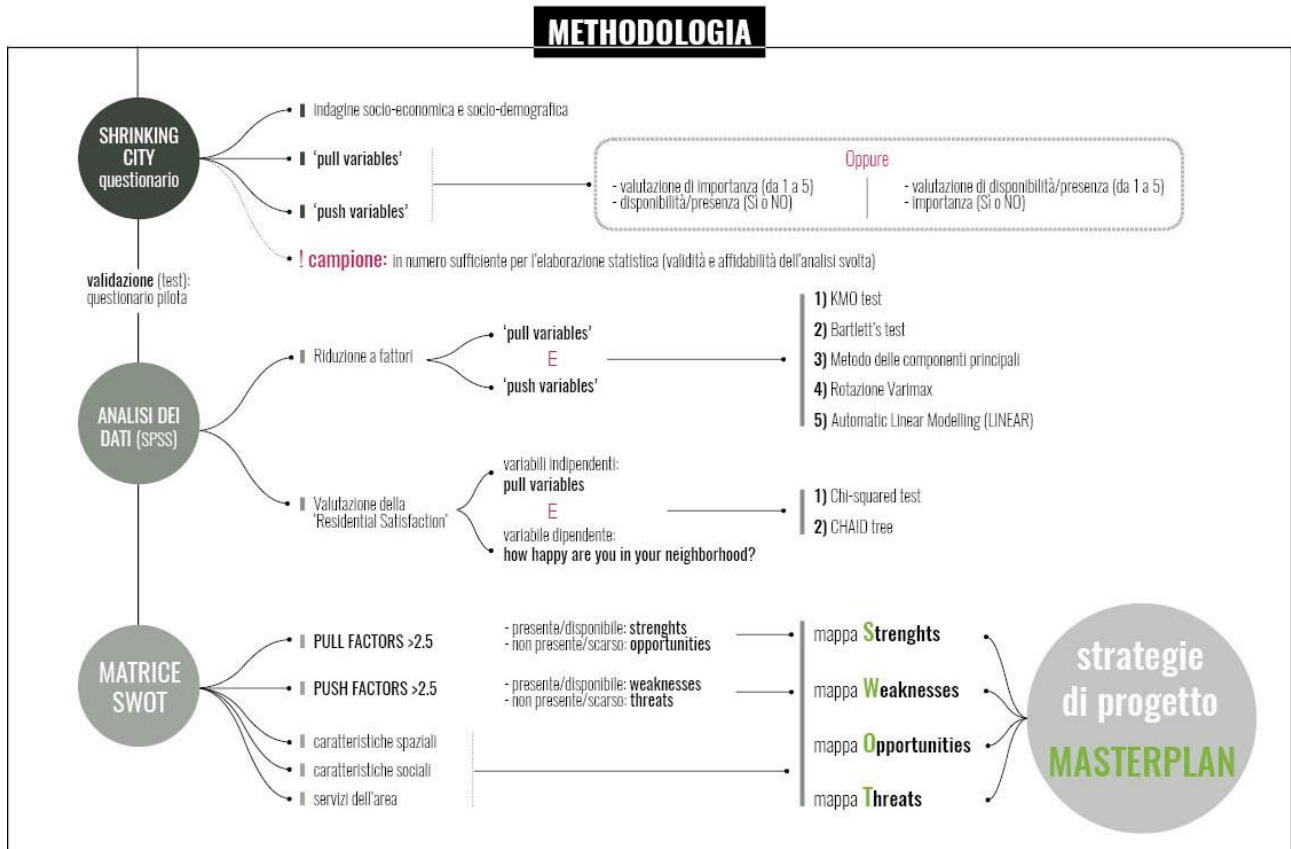 METHODOLOGIA
SHRINKING
CITY
questionario
indagine socio-economica e socio-demografica
'pull variables'
'push variables'
Oppure
- valutazione di importanza (da 1 a 5)
- disponibilità/presenza (Sì o NO)
- valutazione di disponibilità/presenza (da 1 a 5)
- importanza (Sì o NO)
! campione: in numero sufficiente per l'elaborazione statistica (validità e affidabilità dell'analisi svolta)
validazione (test):
questionario pilota
ANALISI DEI
DATI (SPSS)
Riduzione a fattori
'pull variables'
E
'push variables'
1) KMO test
2) Bartlett's test
3) Metodo delle componenti principali
4) Rotazione Varimax
5) Automatic Linear Modelling (LINEAR)
Valutazione della
'Residential Satisfaction'
variabili indipendenti:
pull variables
E
variabile dipendente:
how happy are you in your neighborhood?
1) Chi-squared test
2) CHAID tree
MATRICE
SWOT
PULL FACTORS >2.5
- presente/disponibile: strenghts
- non presente/scarso: opportunities
PUSH FACTORS >2.5
- presente/disponibile: weaknesses
- non presente/scarso: threats
caratteristiche spaziali
caratteristiche sociali
servizi dell'area
mappa Strenghts
mappa Weaknesses
mappa Opportunities
mappa Threats
strategie
di progetto
MASTERPLAN